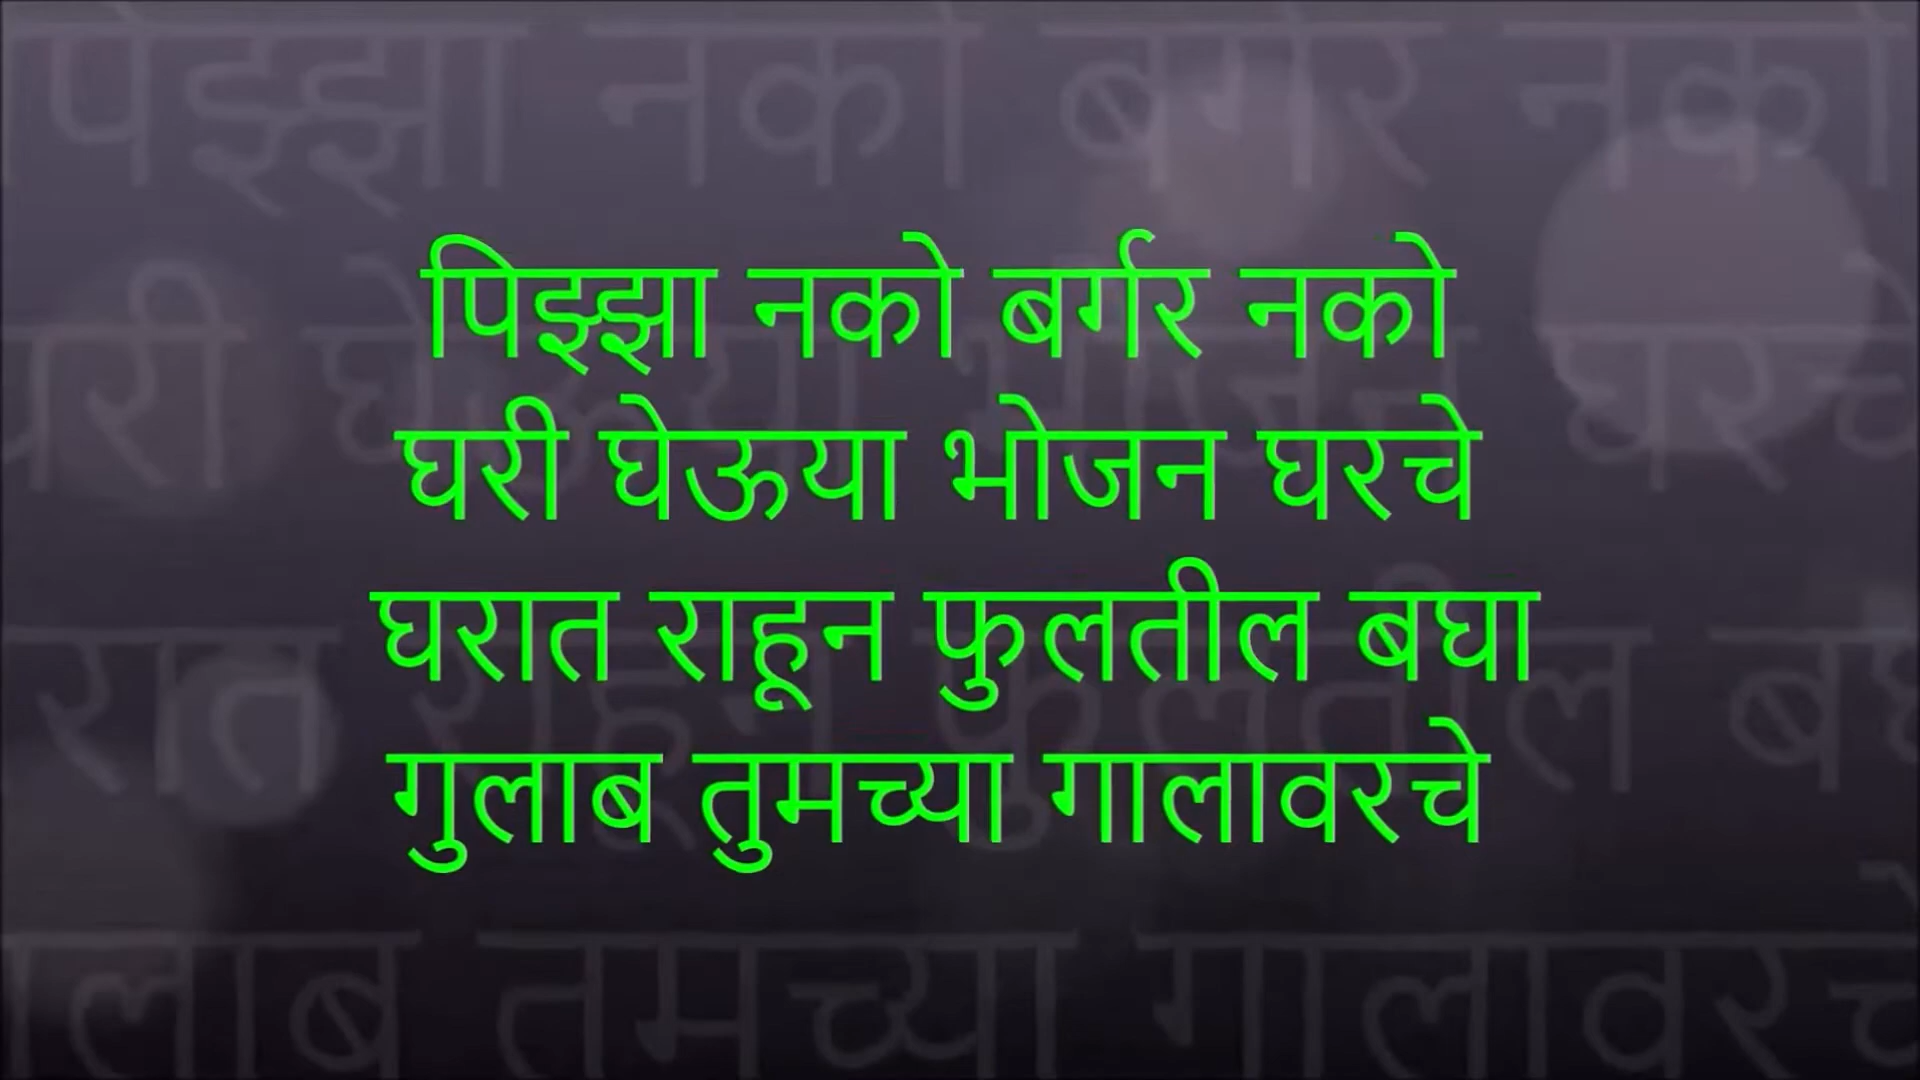 पिझ्झा नको बर्गर नको
घरी घेऊया भोजन घरचे
घरात राहून फुलतील बघा
गुलाब तुमच्या गालावरचे